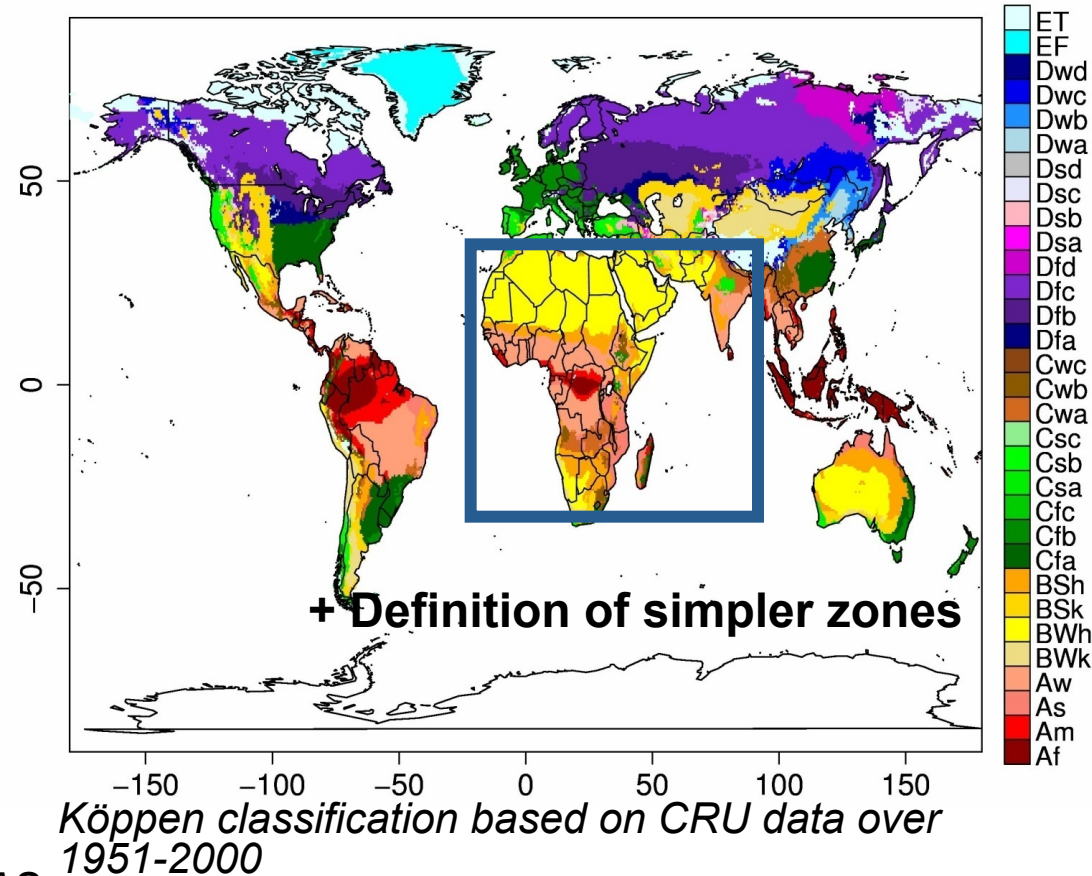 ET
EF
Dwd
Dwc
Dwb
Dwa
Dsd
Dsc
Dsb
Dsa
Dfd
Dfc
Dfb
Dfa
Cwc
Cwb
Cwa
Csc
Csb
Csa
Cfc
Cfb
Cfa
BSh
BSk
BWh
BWk
Aw
As
Am
Af
50
0
−50
+ Definition of simpler zones
−150 −100 −50 0 50 100 150
Köppen classification based on CRU data over
1951-2000